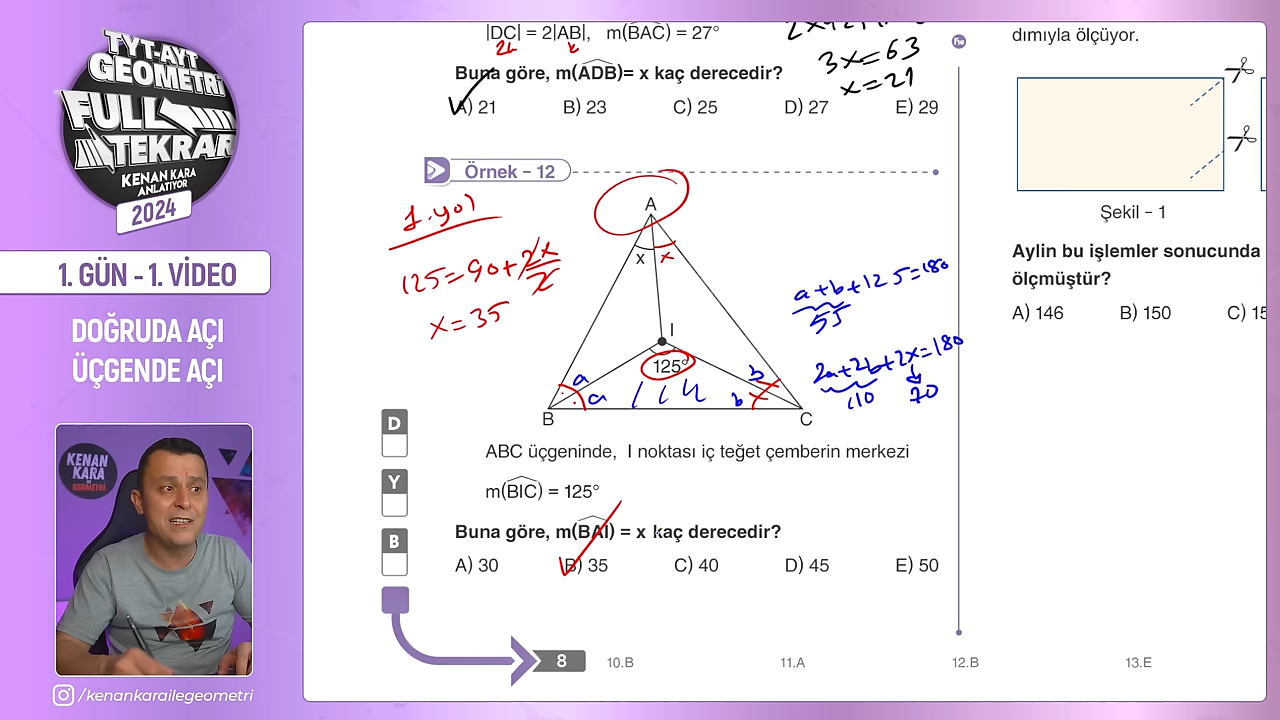 TYT-AYT
GEOMETRİ
FULL
TEKRAR
KENAN KARA
ANLATIYOR
2024
1. GÜN - 1. VİDEO
DOĞRUDA AÇI
ÜÇGENDE AÇI
KENAN
KARA
GEOMETRİ
/kenankarailegeometri
|DC| = 2|AB|, m(BAC) = 27°
2k k
Buna göre, m(ADB)= x kaç derecedir?
3x=63
x=21
A) 21 B) 23 C) 25 D) 27 E) 29
Örnek – 12
1.yol
125=90+2x/2
x=35
A
x x
I
125°
a b
a b
B C
a+b+125=180
55
2a+2b+2x=180
110 70
D
Y
B
ABC üçgeninde, I noktası iç teğet çemberin merkezi
m(BIC) = 125°
Buna göre, m(BAI) = x kaç derecedir?
A) 30 B) 35 C) 40 D) 45 E) 50
8 10.B 11.A 12.B 13.E
dımıyla ölçüyor.
Şekil – 1
Aylin bu işlemler sonucunda
ölçmüştür?
A) 146 B) 150 C) 15